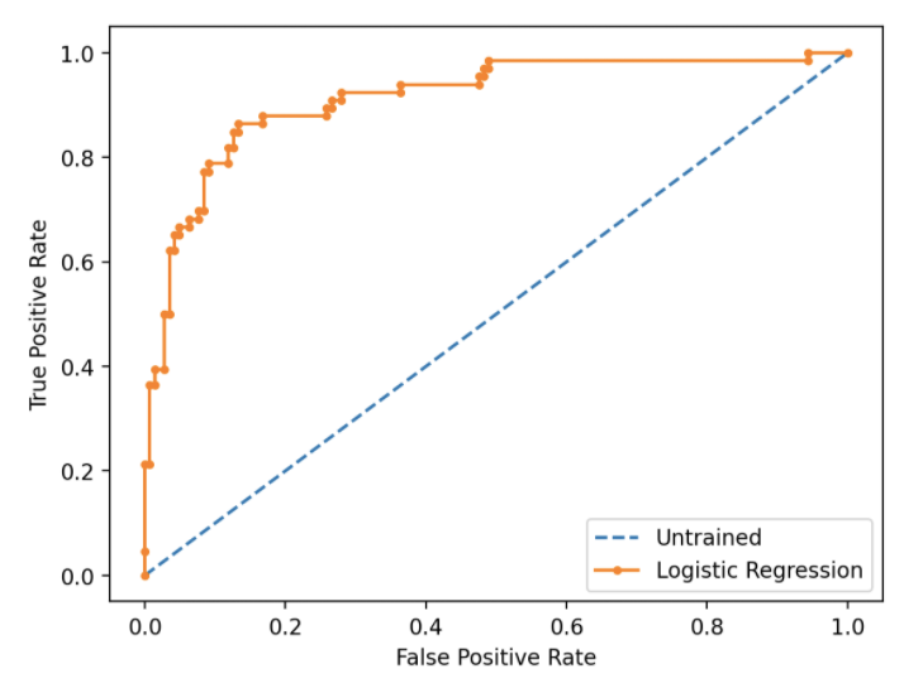 1.0
0.8
0.6
0.4
0.2
0.0
True Positive Rate
Untrained
Logistic Regression
0.0 0.2 0.4 0.6 0.8 1.0
False Positive Rate